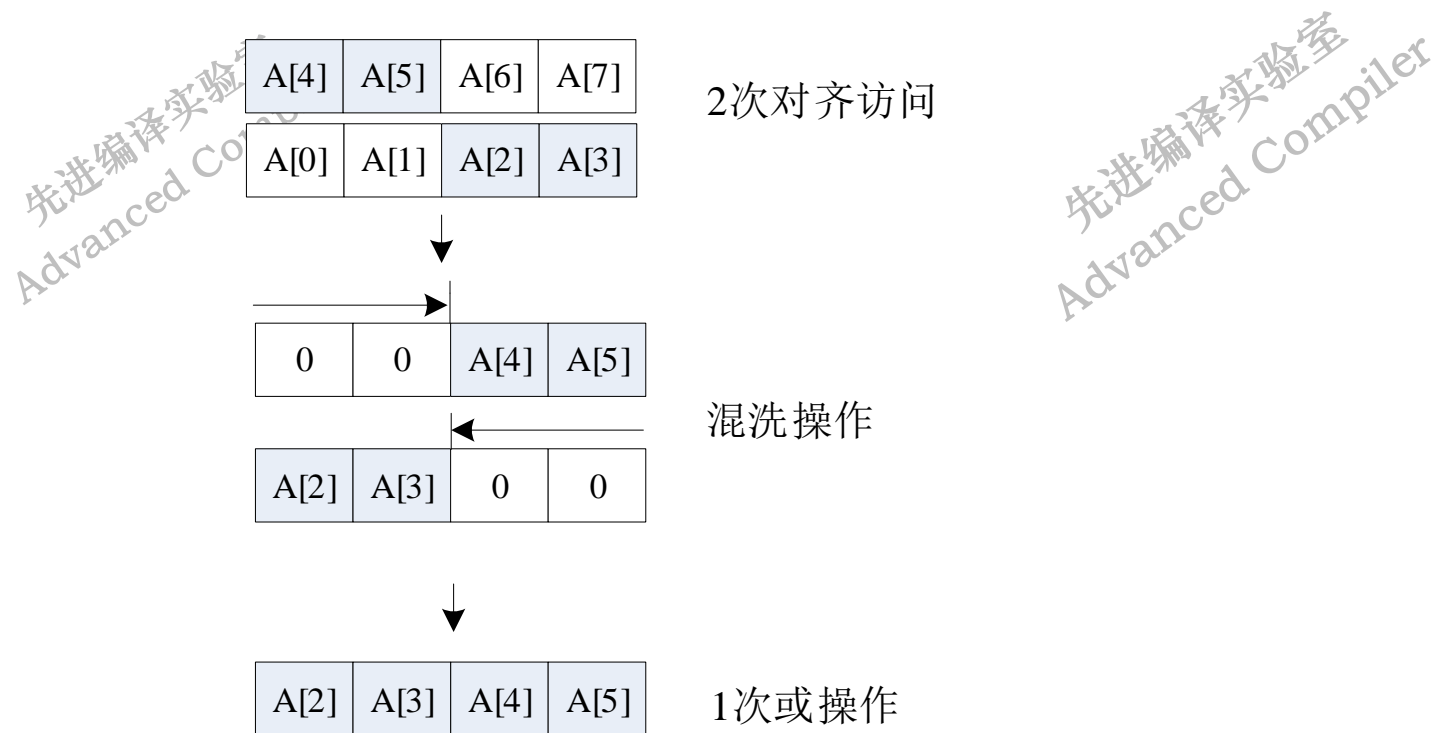 A[4] A[5] A[6] A[7]
2次对齐访问
A[0] A[1] A[2] A[3]
0 0 A[4] A[5]
混洗操作
A[2] A[3] 0 0
A[2] A[3] A[4] A[5]
1次或操作
先进编译实验
Advanced Com
先进编译实验室
Advanced Compiler